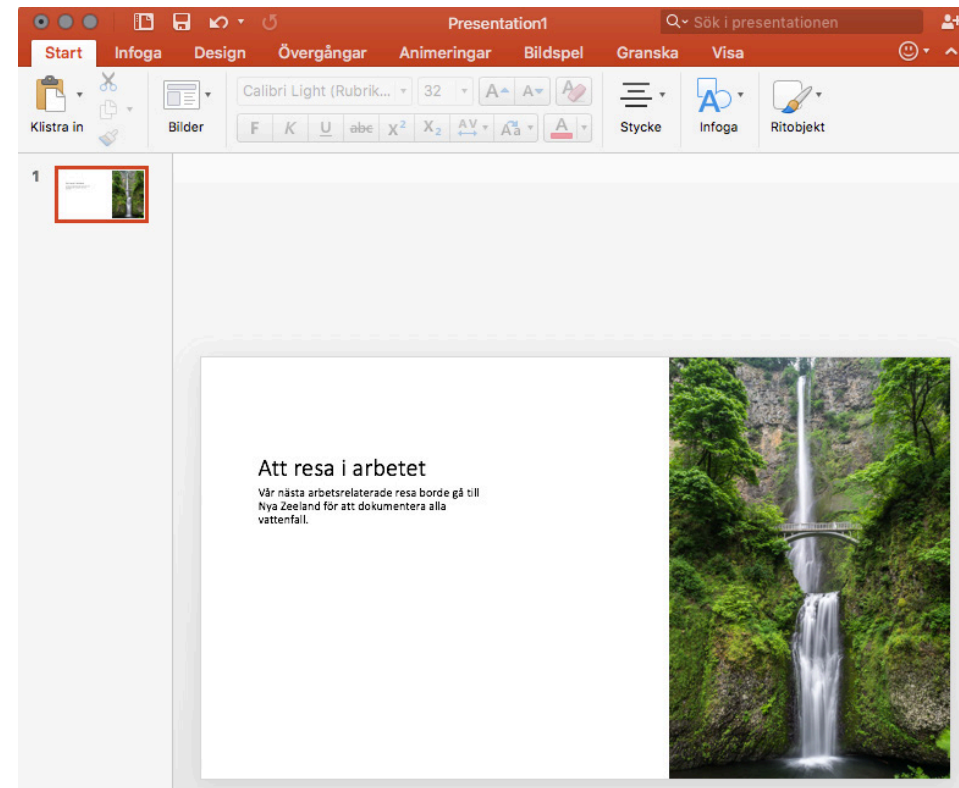 Presentation1
Sök i presentationen
Start Infoga Design Övergångar Animeringar Bildspel Granska Visa
Calibri Light (Rubrik... 32 A A A
Klistra in Bilder F K U abc X² X₂ AV Aa A Stycke Infoga Ritobjekt
1
Att resa i arbetet
Vår nästa arbetsrelaterade resa borde gå till
Nya Zeeland för att dokumentera alla
vattenfall.